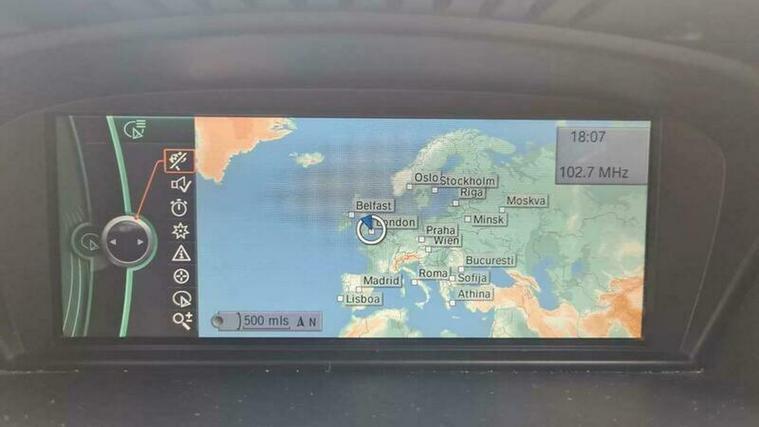 18:07
102.7 MHz
Oslo
Stockholm
Riga
Moskva
Belfast
London
Minsk
Praha
Wien
Bucuresti
Madrid
Roma
Sofija
Lisboa
Athina
500 mls
N